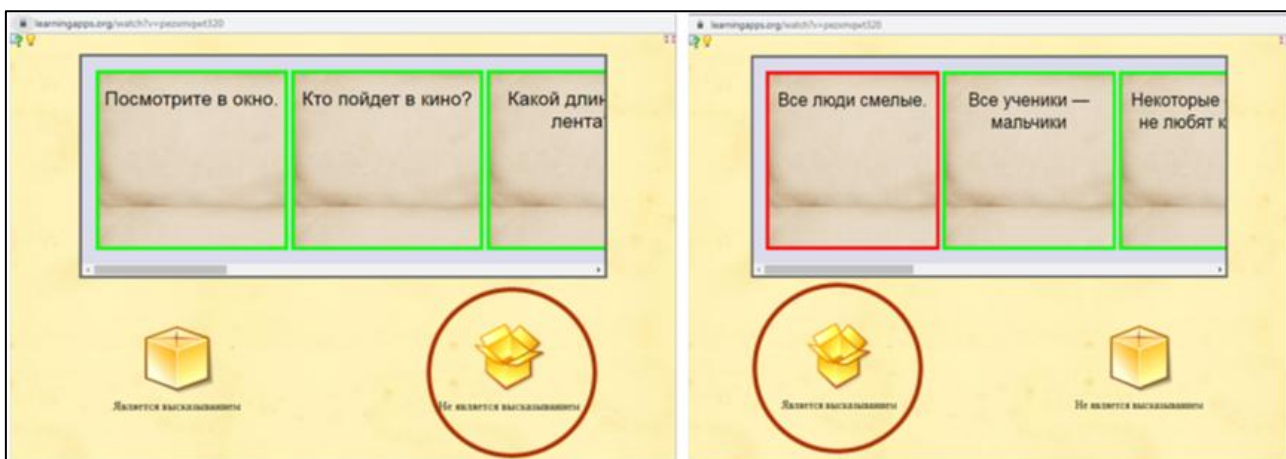 learningapps.org/watch?v=pezxmqwt320
Посмотрите в окно.
Кто пойдет в кино?
Какой длин
лента
Является высказыванием
Не является высказыванием
learningapps.org/watch?v=pezxmqwt320
Все люди смелые.
Все ученики —
мальчики
Некоторые
не любят к
Является высказыванием
Не является высказыванием